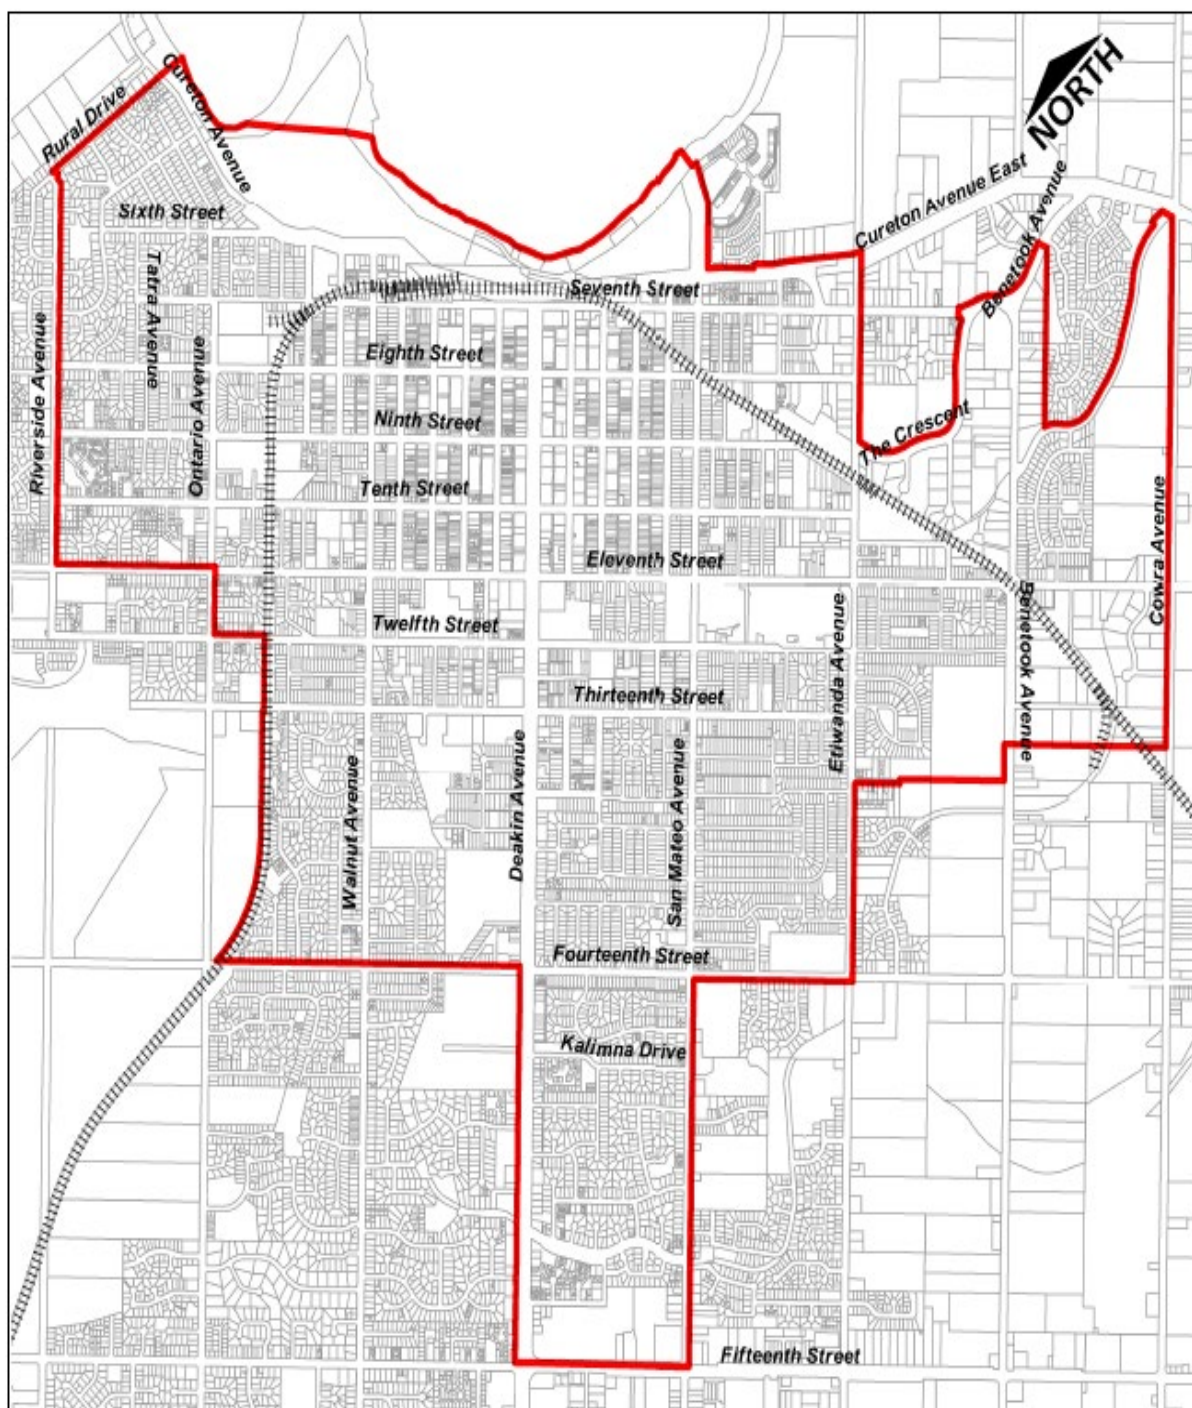 NORTH
Rural Drive
Cureton Avenue
Cureton Avenue East
Benetook Avenue
Sixth Street
Tatra Avenue
Seventh Street
Benetook Avenue
Riverside Avenue
Ontario Avenue
Eighth Street
Ninth Street
The Crescent
Tenth Street
Cowra Avenue
Eleventh Street
Twelfth Street
Etiwanda Avenue
Benetook Avenue
Thirteenth Street
Walnut Avenue
Deakin Avenue
San Mateo Avenue
Fourteenth Street
Kalimna Drive
Fifteenth Street